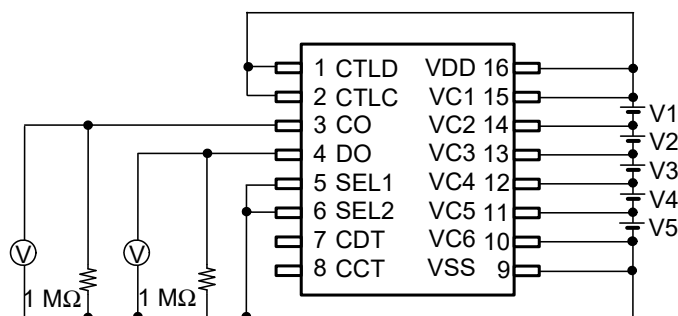 1 CTLD VDD 16
2 CTLC VC1 15
3 CO VC2 14
4 DO VC3 13
5 SEL1 VC4 12
6 SEL2 VC5 11
7 CDT VC6 10
8 CCT VSS 9
V1
V2
V3
V4
V5
V V
1 MΩ 1 MΩ